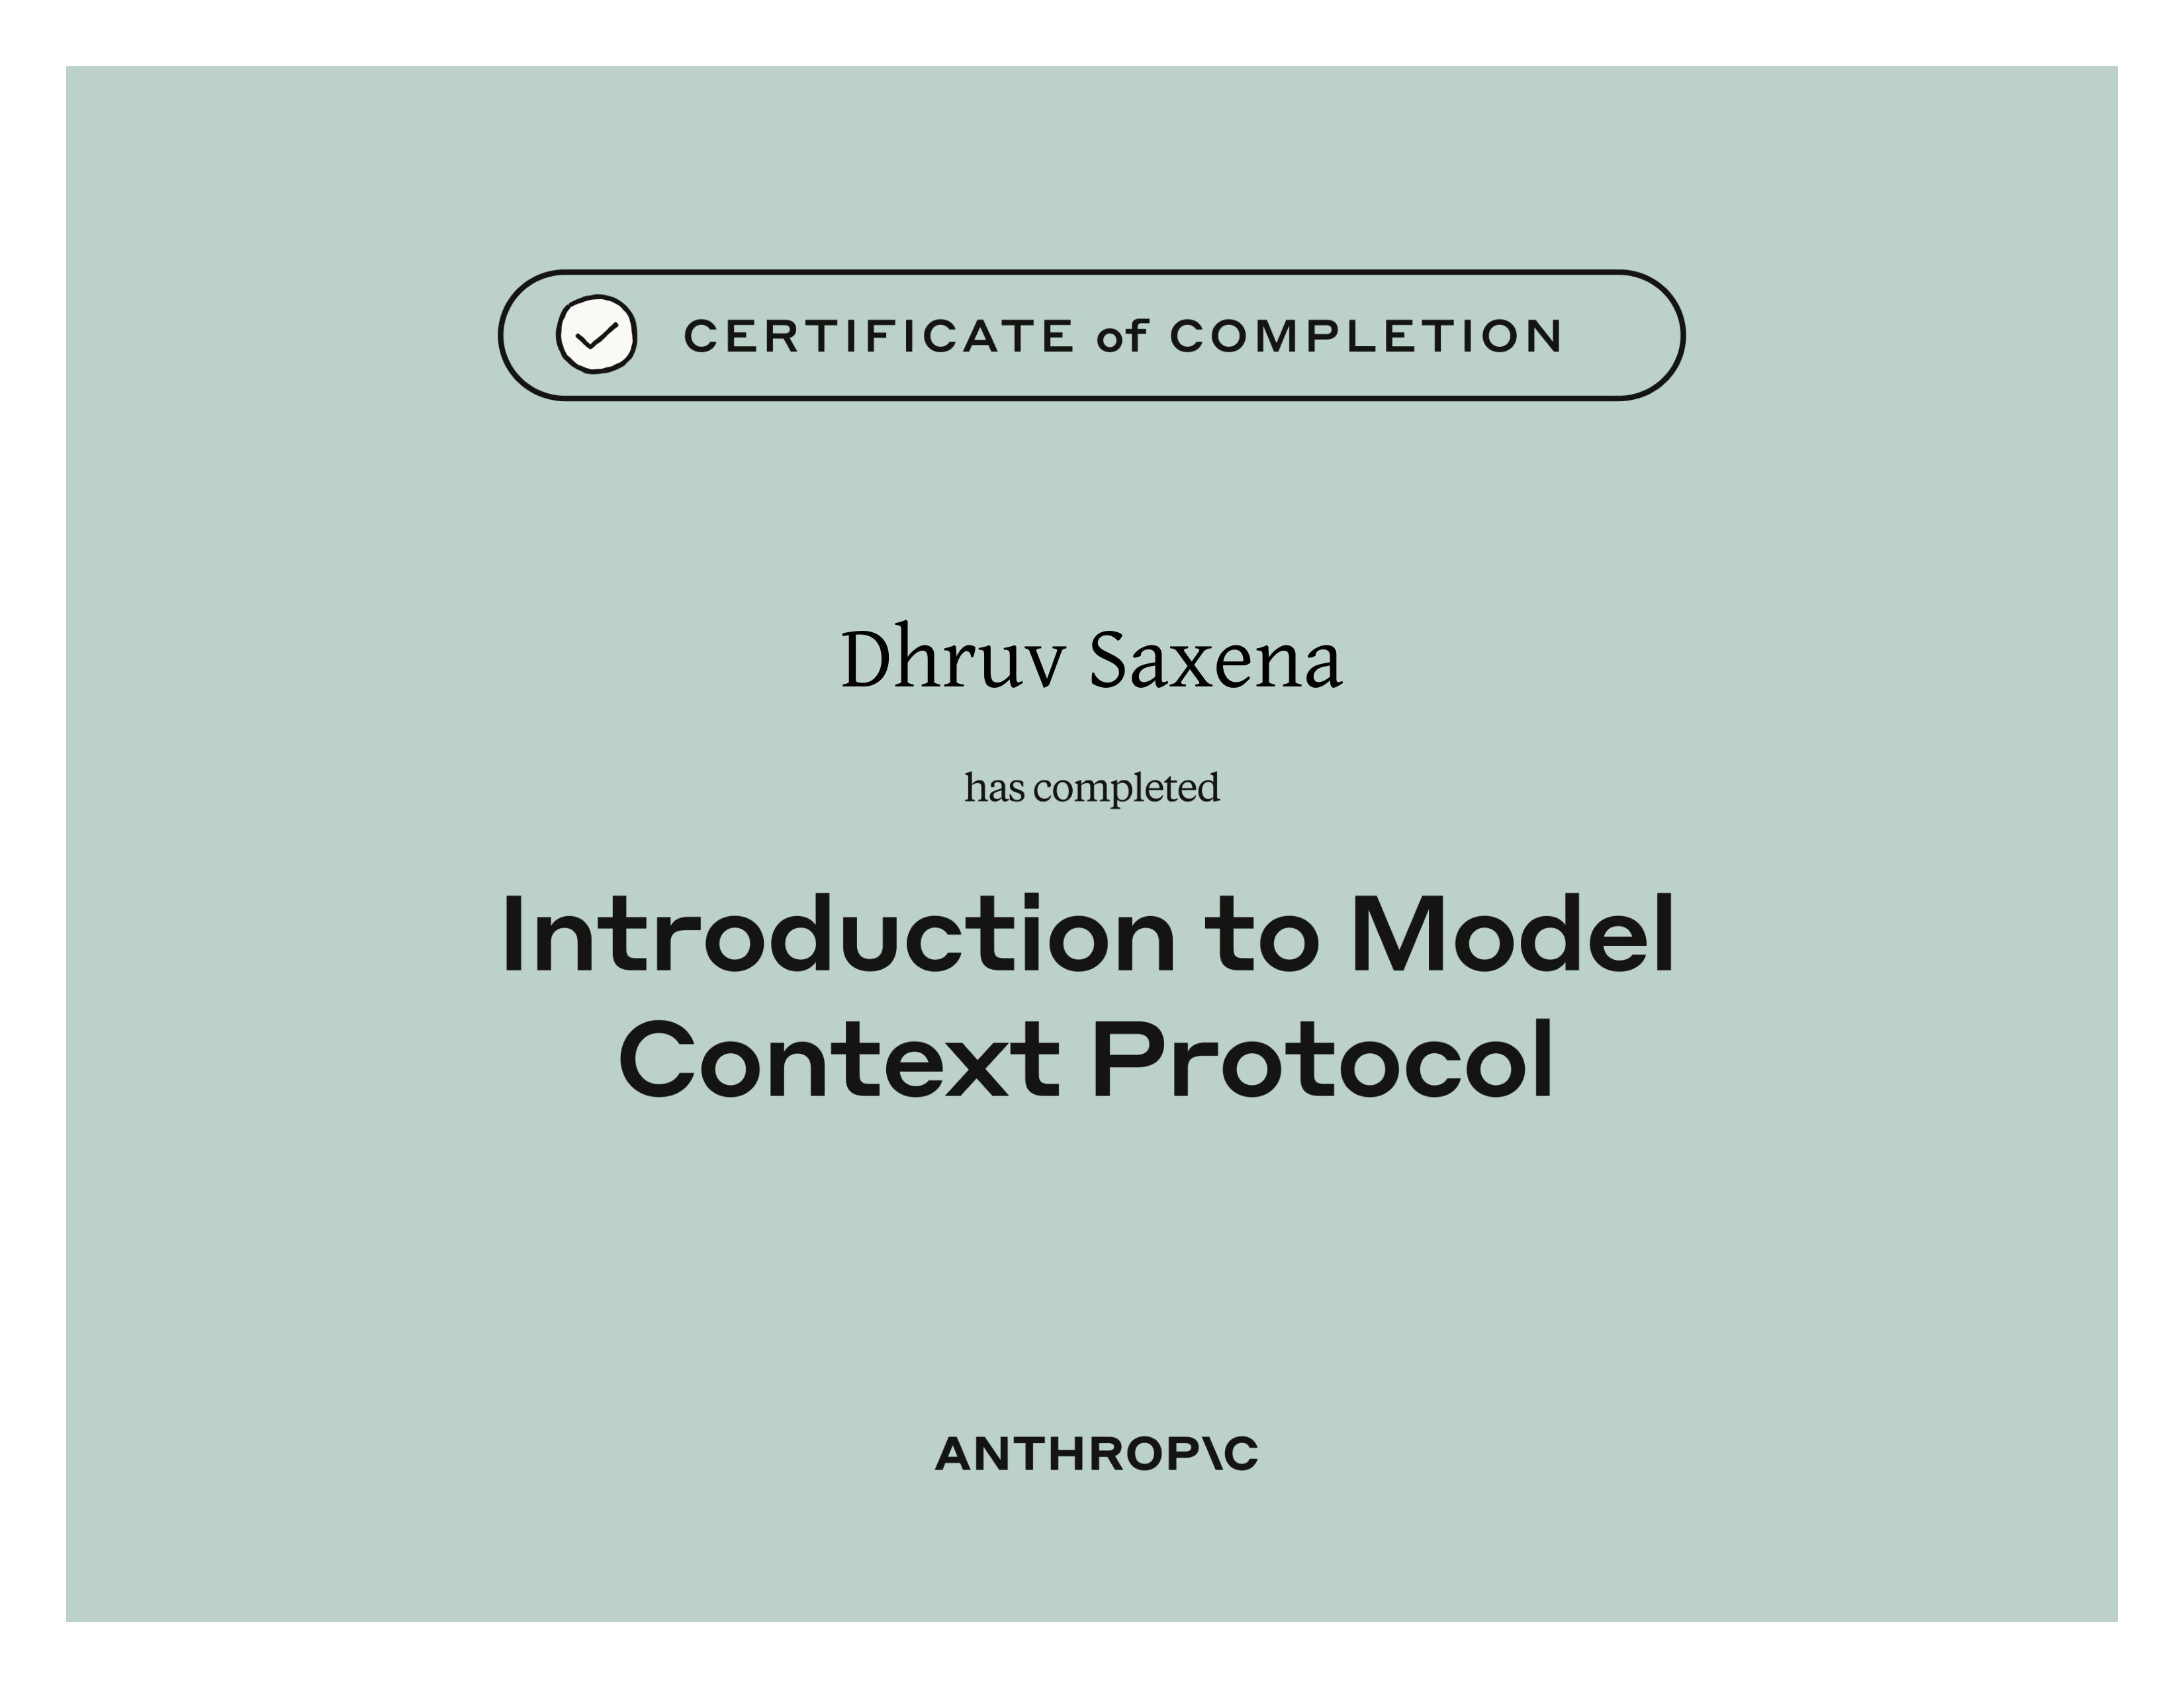 CERTIFICATE of COMPLETION
Dhruv Saxena
has completed
Introduction to Model
Context Protocol
ANTHROP\C